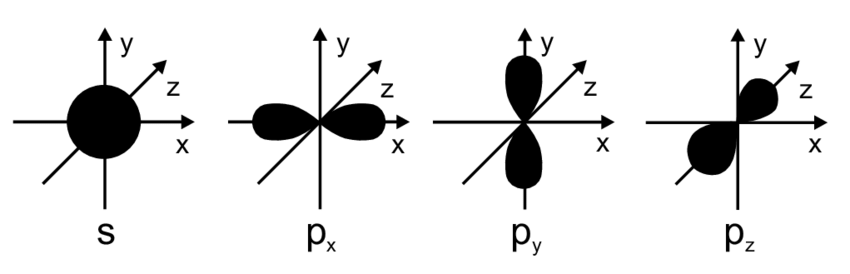 y y y y
z z z z
x x x x
s pₓ pᵧ p_z